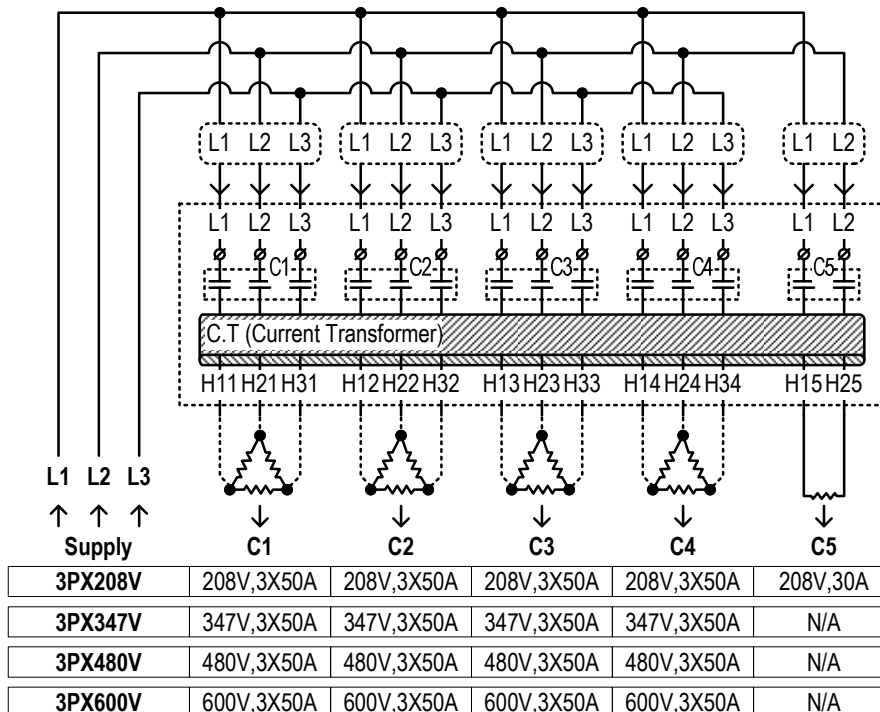 L1 L2 L3 L1 L2 L3 L1 L2 L3 L1 L2 L3 L1 L2
L1 L2 L3 L1 L2 L3 L1 L2 L3 L1 L2 L3 L1 L2
C1 C2 C3 C4 C5
C.T (Current Transformer)
H11 H21 H31 H12 H22 H32 H13 H23 H33 H14 H24 H34 H15 H25
L1 L2 L3
Supply C1 C2 C3 C4 C5
3PX208V 208V,3X50A 208V,3X50A 208V,3X50A 208V,3X50A 208V,30A
3PX347V 347V,3X50A 347V,3X50A 347V,3X50A 347V,3X50A N/A
3PX480V 480V,3X50A 480V,3X50A 480V,3X50A 480V,3X50A N/A
3PX600V 600V,3X50A 600V,3X50A 600V,3X50A 600V,3X50A N/A